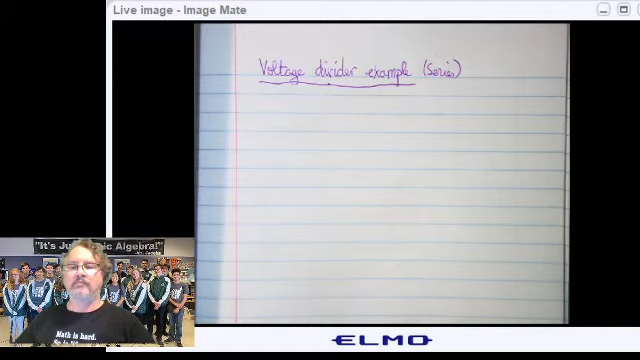 Live image - Image Mate
Voltage divider example (Series)
"It's Just Basic Algebra!"
Math is hard.
ELMO